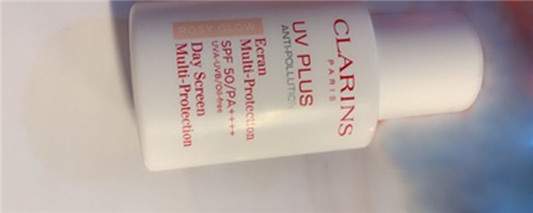 CLARINS
PARIS
UV PLUS
ANTI-POLLUTION
Ecran
Multi-Protection
SPF 50/PA++++
UVA-UVB/Oil-free
Day Screen
Multi-Protection
ROSY GLOW